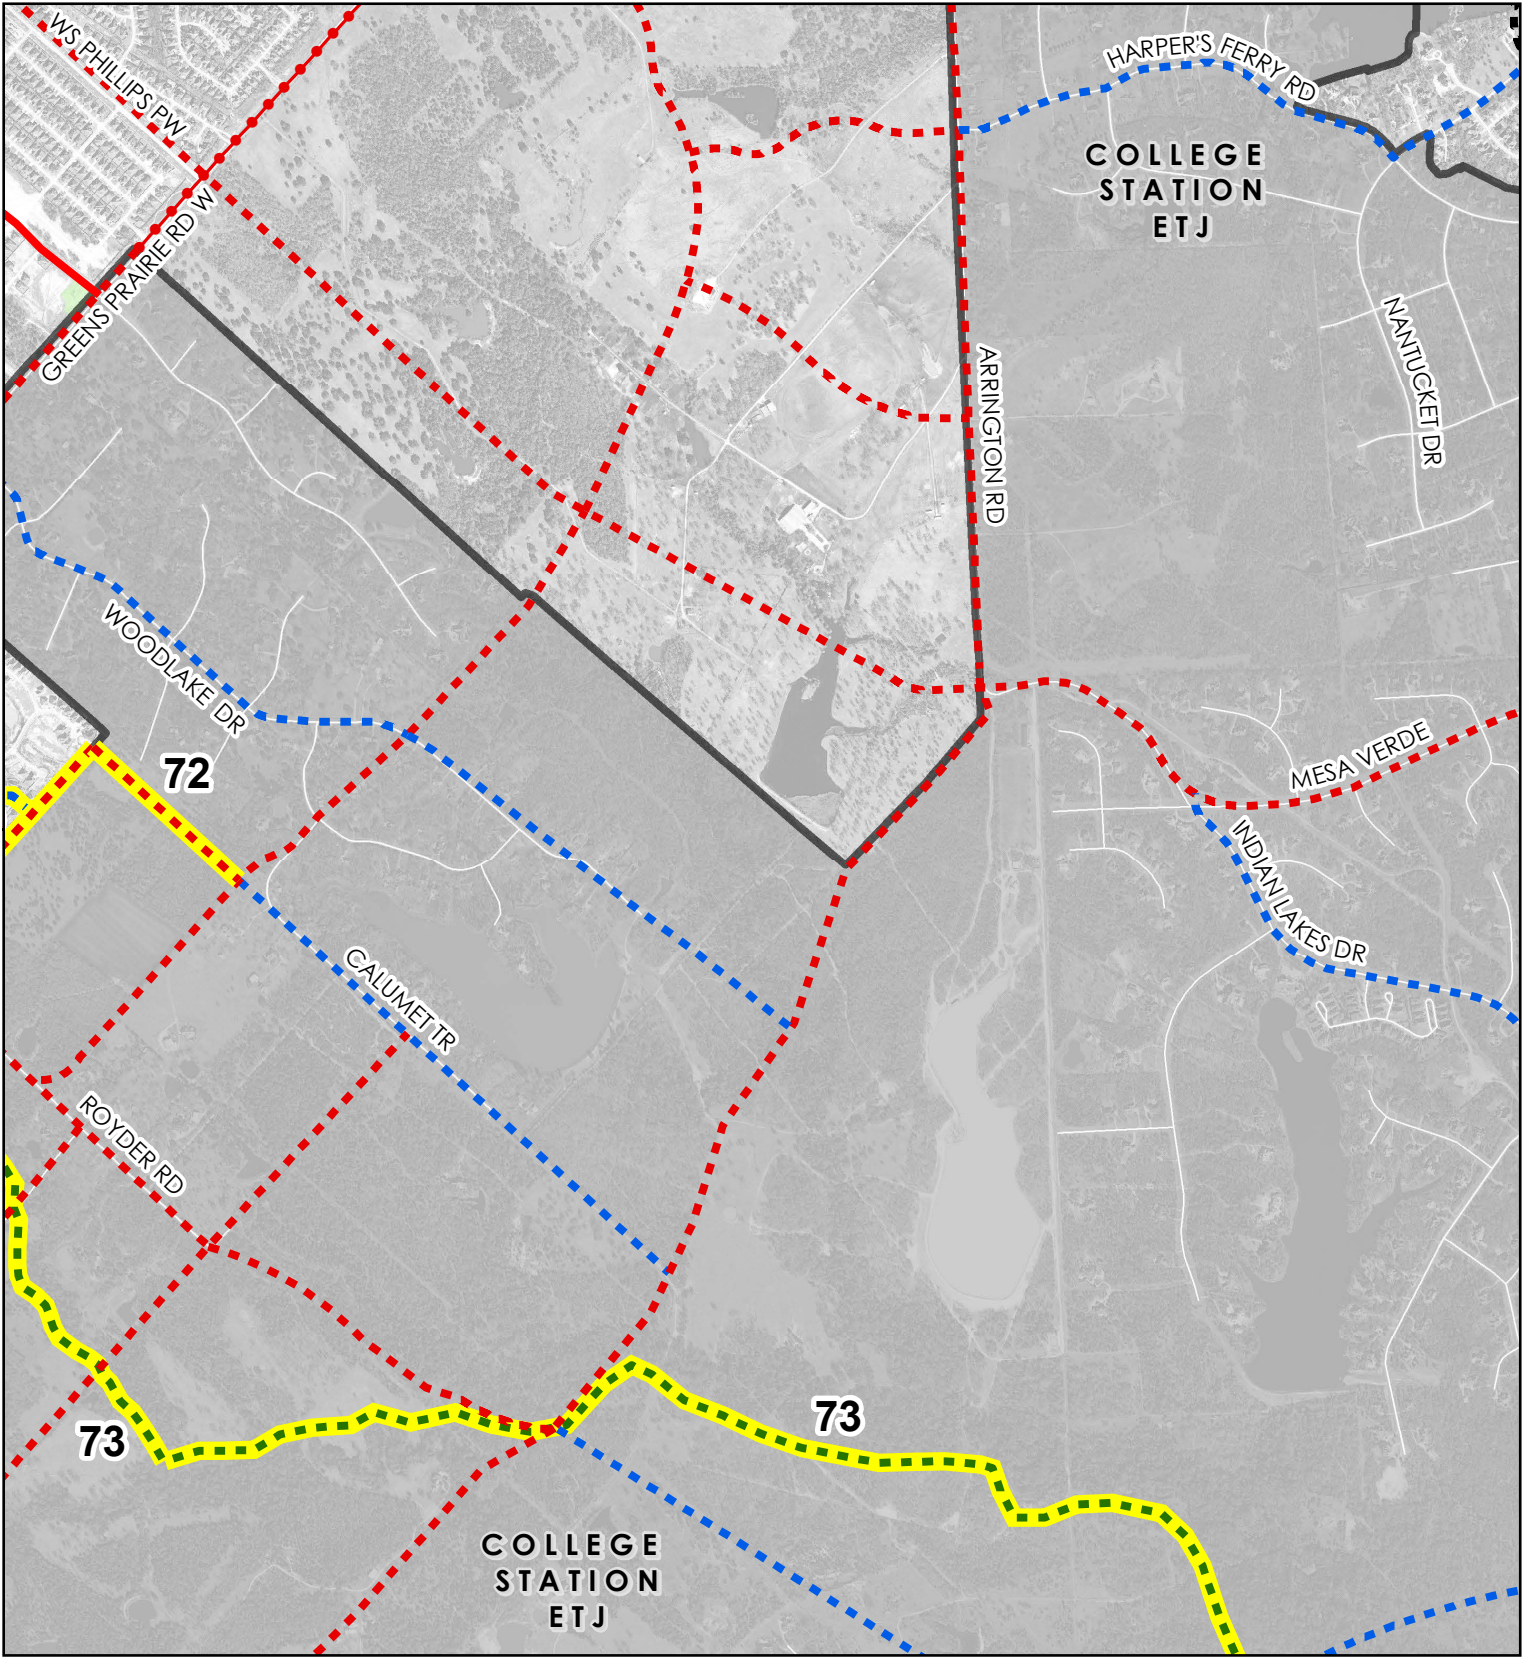 WS PHILLIPS PW
HARPER'S FERRY RD
COLLEGE
STATION
ETJ
GREENS PRAIRIE RD W
NANTUCKET DR
ARRINGTON RD
WOODLAKE DR
72
MESA VERDE
INDIAN LAKES DR
CALUMET TR
ROYDER RD
73
73
COLLEGE
STATION
ETJ